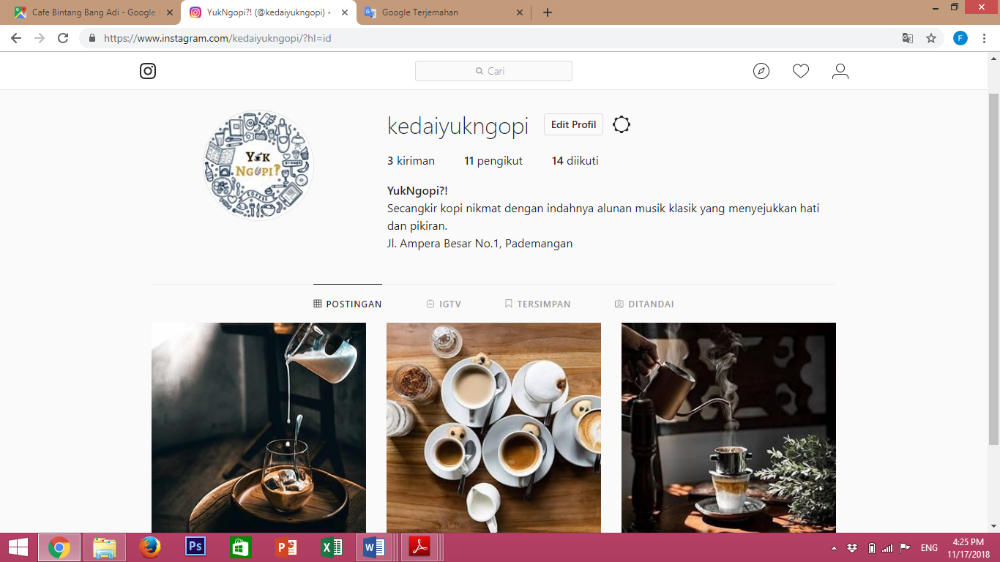 Cafe Bintang Bang Adi - Google
YukNgopi?! (@kedaiyukngopi) •
Google Terjemahan
https://www.instagram.com/kedaiyukngopi/?hl=id
F
Cari
kedaiyukngopi
Edit Profil
3 kiriman
11 pengikut
14 diikuti
YUK
NGOPI?
COFFEE
YukNgopi?!
Secangkir kopi nikmat dengan indahnya alunan musik klasik yang menyejukkan hati
dan pikiran.
Jl. Ampera Besar No.1, Pademangan
POSTINGAN
IGTV
TERSIMPAN
DITANDAI
Ps
ENG
4:25 PM
11/17/2018